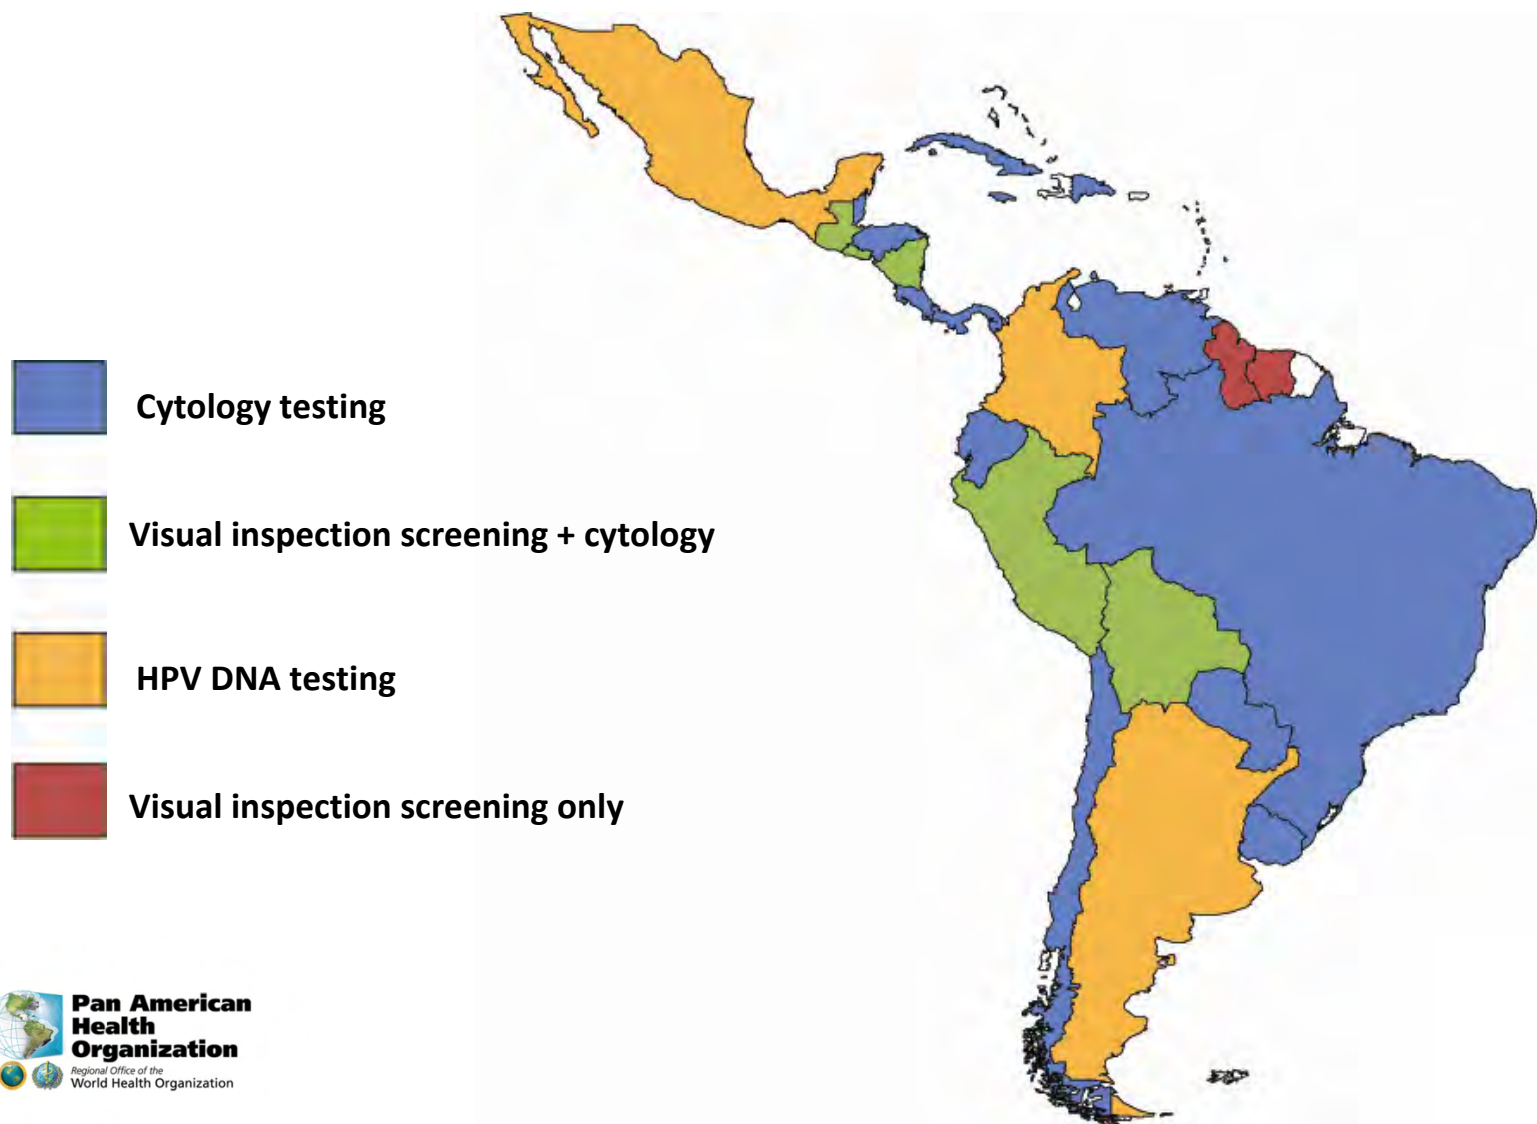 Cytology testing
Visual inspection screening + cytology
HPV DNA testing
Visual inspection screening only
Pan American
Health
Organization
Regional Office of the
World Health Organization